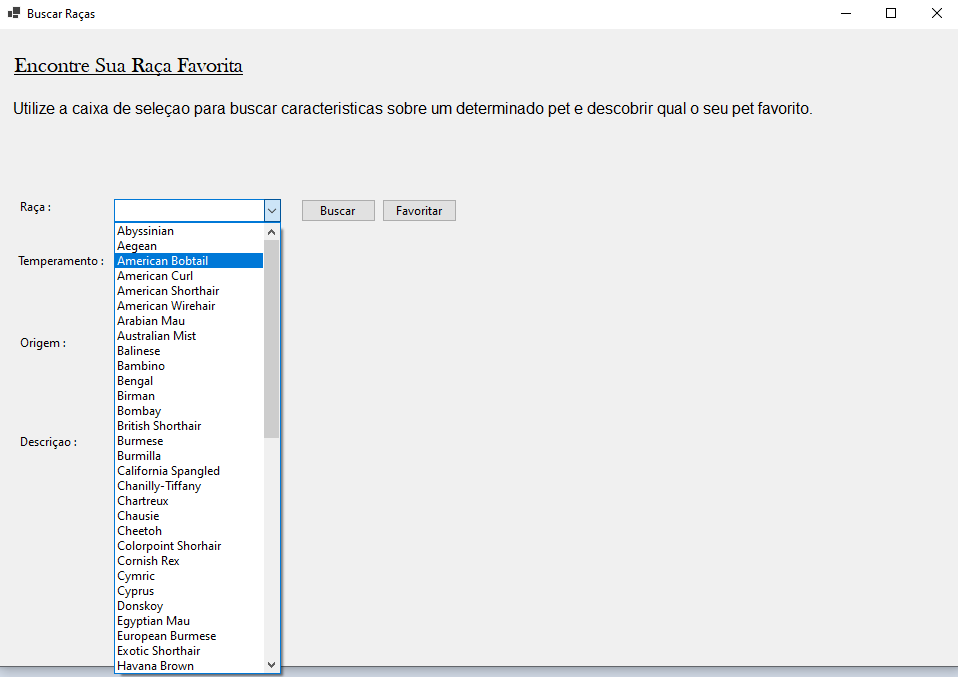 Buscar Raças
Encontre Sua Raça Favorita
Utilize a caixa de seleçao para buscar caracteristicas sobre um determinado pet e descobrir qual o seu pet favorito.
Raça :
Buscar
Favoritar
Abyssinian
Aegean
Temperamento :
American Bobtail
American Curl
American Shorthair
American Wirehair
Arabian Mau
Australian Mist
Origem :
Balinese
Bambino
Bengal
Birman
Bombay
British Shorthair
Descriçao :
Burmese
Burmilla
California Spangled
Chanilly-Tiffany
Chartreux
Chausie
Cheetoh
Colorpoint Shorhair
Cornish Rex
Cymric
Cyprus
Donskoy
Egyptian Mau
European Burmese
Exotic Shorthair
Havana Brown